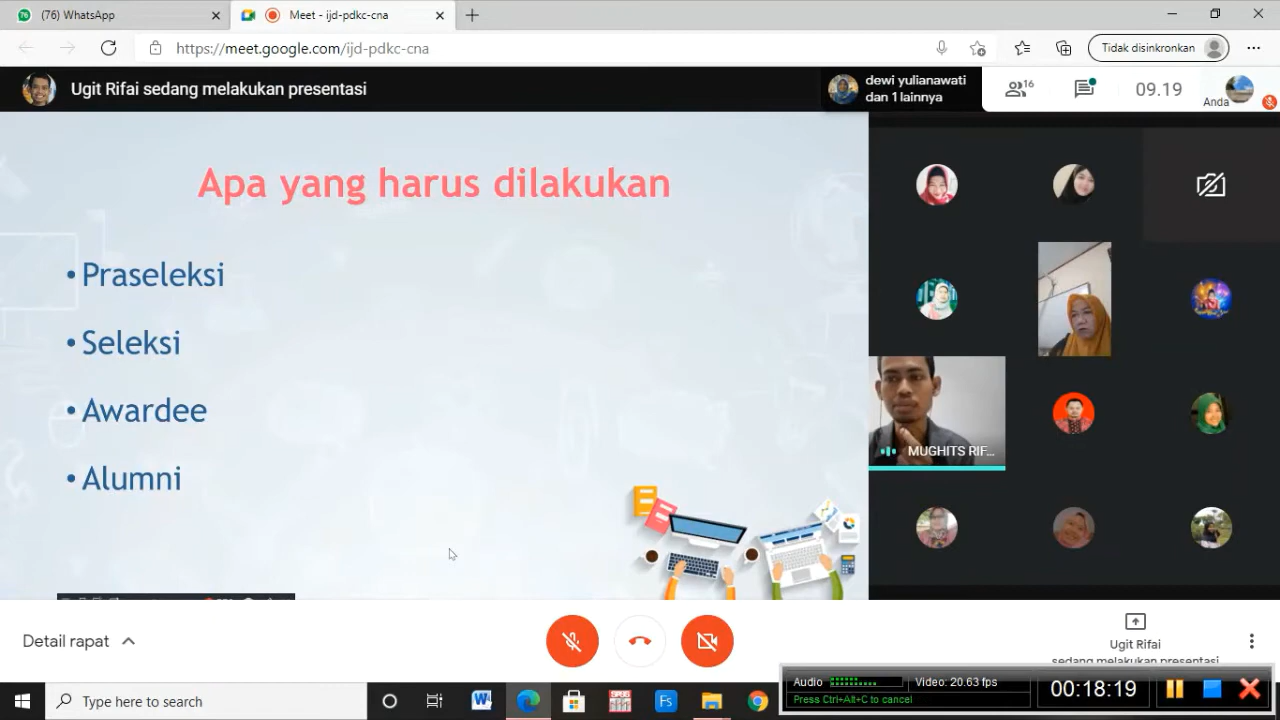 (76) WhatsApp
Meet - ijd-pdkc-cna
https://meet.google.com/ijd-pdkc-cna
Tidak disinkronkan
Ugit Rifai sedang melakukan presentasi
dewi yulianawati
dan 1 lainnya
16
09.19
Anda
Apa yang harus dilakukan
• Praseleksi
• Seleksi
• Awardee
• Alumni
MUGHITS RIF...
Detail rapat
Ugit Rifai
sedang melakukan presentasi
Audio
Video: 20.63 fps
Press Ctrl+Alt+C to cancel
00:18:19
Type here to search
Fs